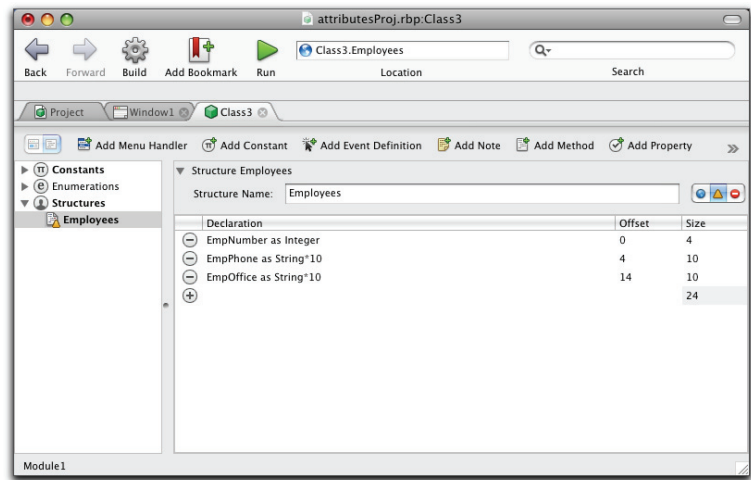 attributesProj.rbp:Class3
Class3.Employees
Back Forward Build Add Bookmark Run Location Search
Project Window1 Class3
Add Menu Handler Add Constant Add Event Definition Add Note Add Method Add Property
Constants
Enumerations
Structures
Employees
Structure Employees
Structure Name: Employees
Declaration Offset Size
EmpNumber as Integer 0 4
EmpPhone as String*10 4 10
EmpOffice as String*10 14 10
24
Module1